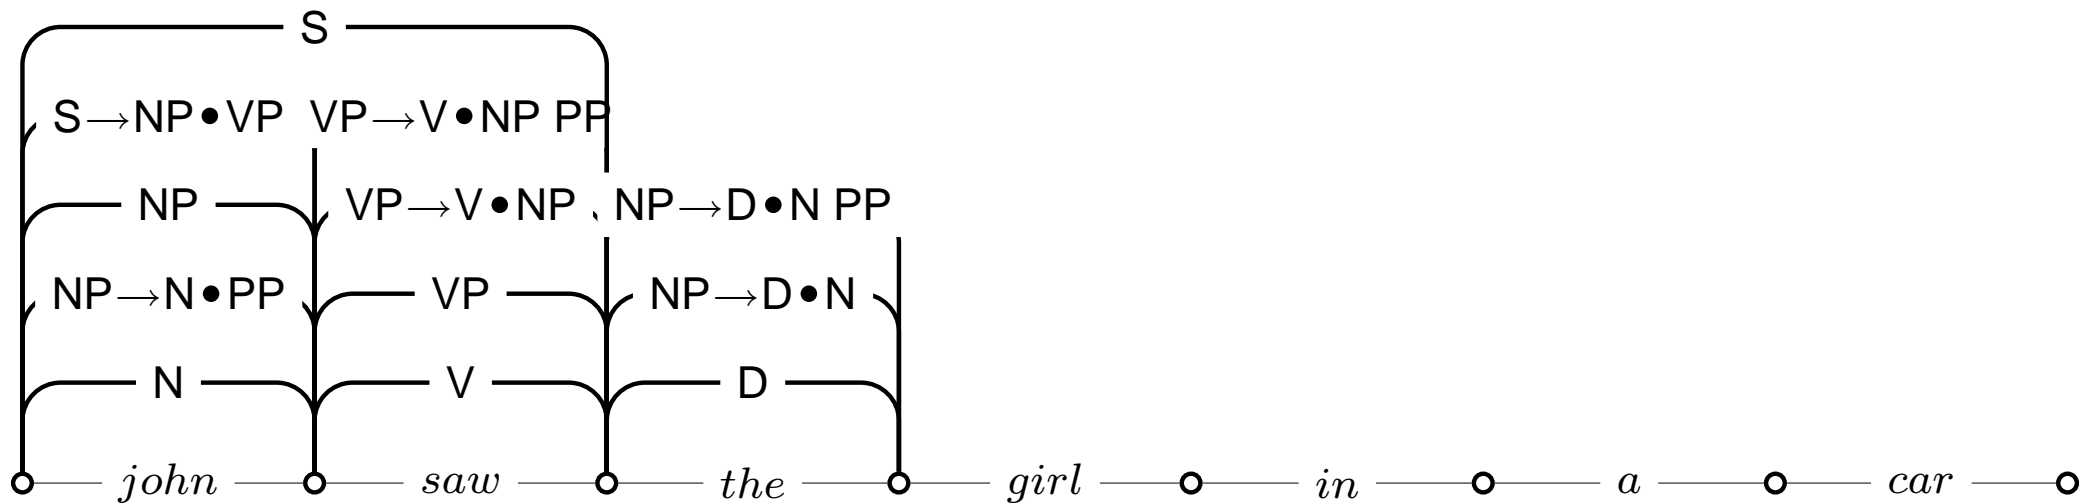 S
S→NP•VP VP→V•NP PP
NP VP→V•NP NP→D•N PP
NP→N•PP VP NP→D•N
N V D
john saw the girl in a car